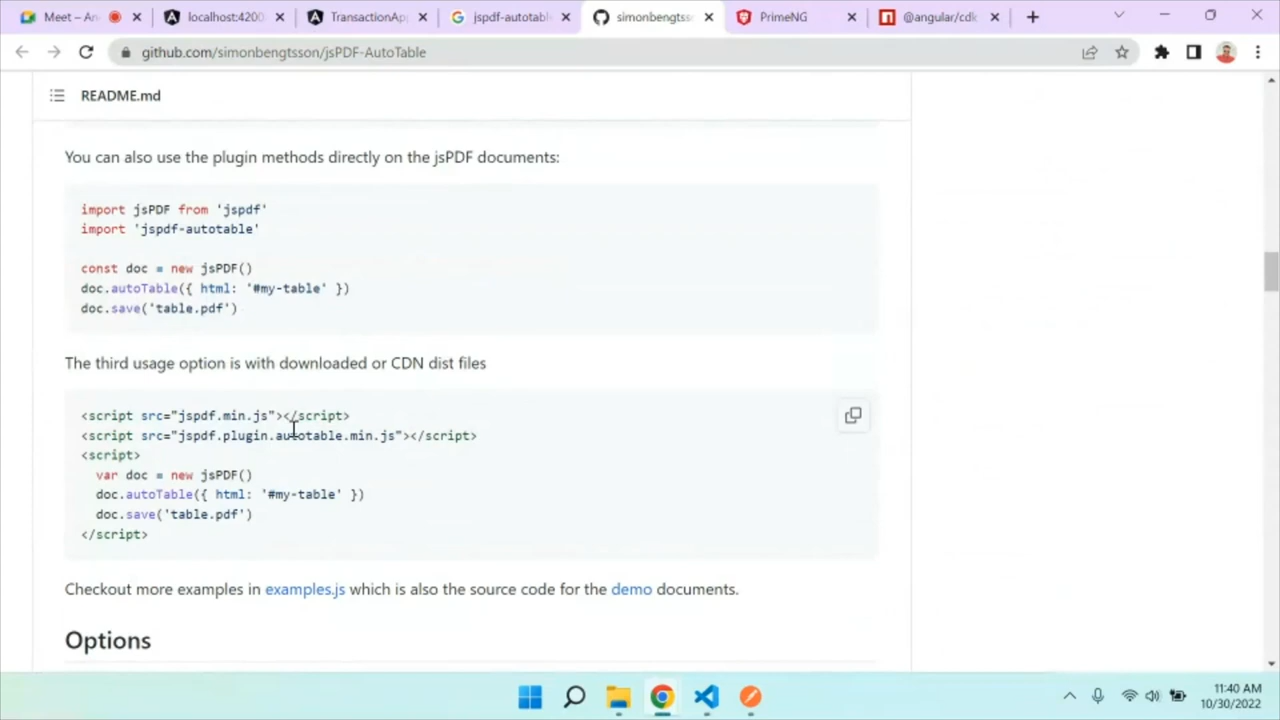 Meet – An
localhost:4200
TransactionApp
jspdf-autotable
simonbengtsso
PrimeNG
@angular/cdk
github.com/simonbengtsson/jsPDF-AutoTable
README.md
You can also use the plugin methods directly on the jsPDF documents:
import jsPDF from 'jspdf'
import 'jspdf-autotable'
const doc = new jsPDF()
doc.autoTable({ html: '#my-table' })
doc.save('table.pdf')
The third usage option is with downloaded or CDN dist files
<script src="jspdf.min.js"></script>
<script src="jspdf.plugin.autotable.min.js"></script>
<script>
var doc = new jsPDF()
doc.autoTable({ html: '#my-table' })
doc.save('table.pdf')
</script>
Checkout more examples in examples.js which is also the source code for the demo documents.
Options
11:40 AM
10/30/2022